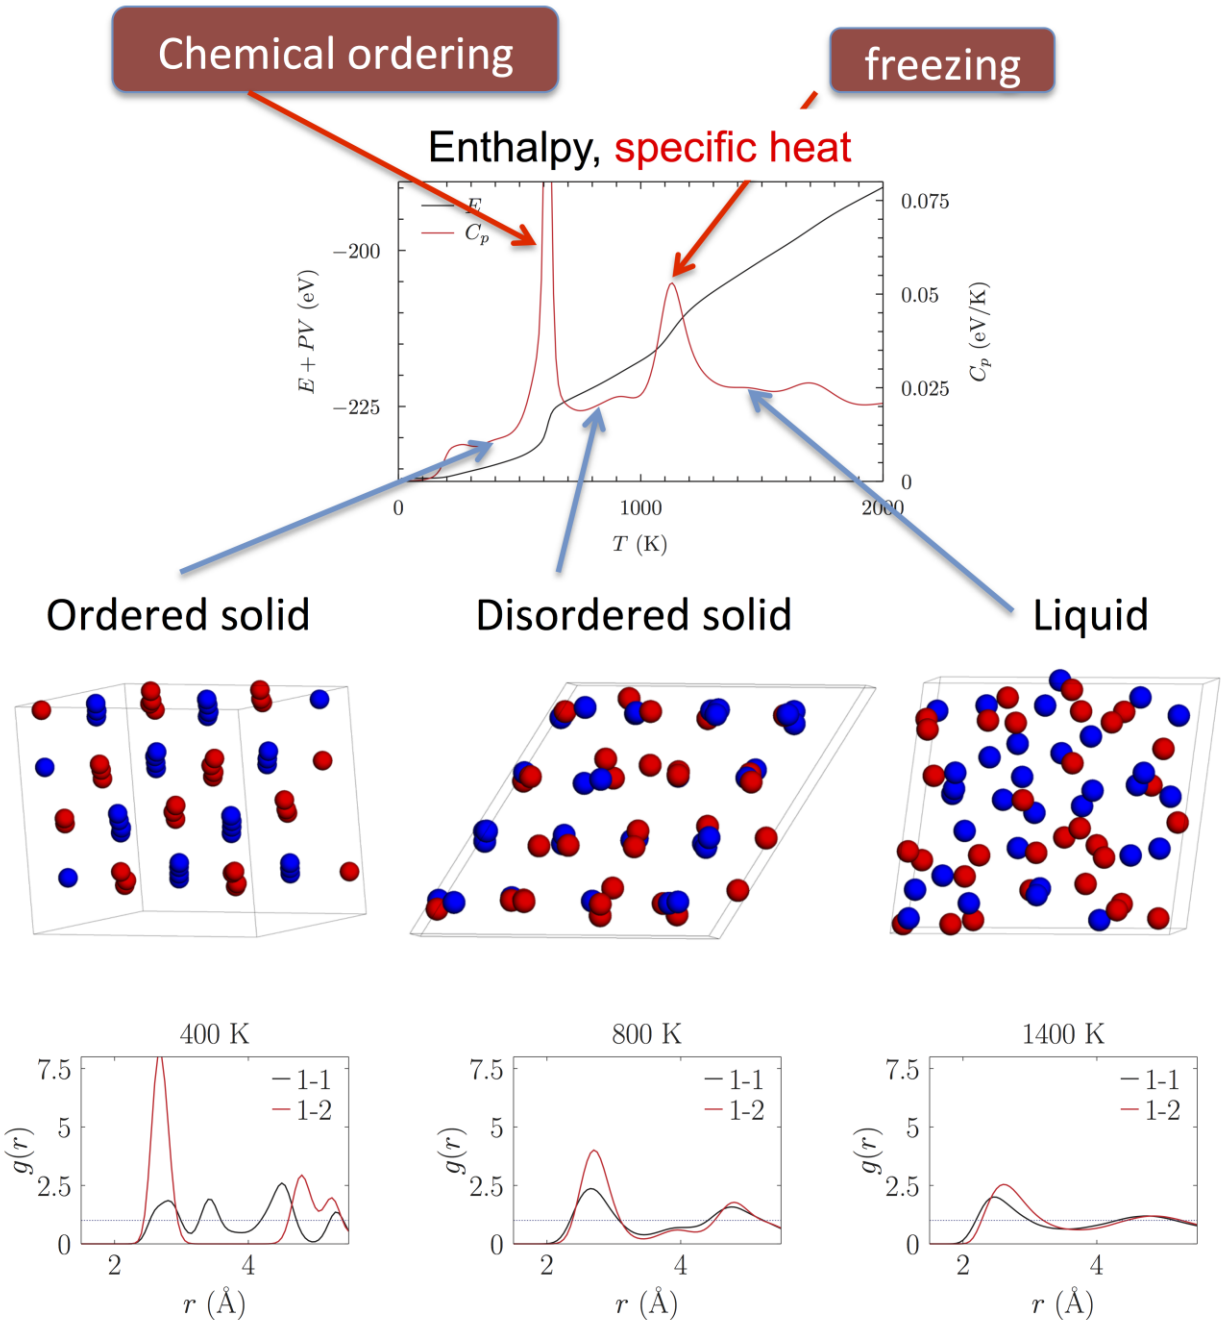 Chemical ordering
freezing
Enthalpy, specific heat
E
C_p
−200
−225
E + PV (eV)
0.075
0.05
0.025
0
C_p (eV/K)
0
1000
2000
T (K)
Ordered solid
Disordered solid
Liquid
400 K
7.5
5
2.5
0
g(r)
1-1
1-2
2
4
r (Å)
800 K
7.5
5
2.5
0
g(r)
1-1
1-2
2
4
r (Å)
1400 K
7.5
5
2.5
0
g(r)
1-1
1-2
2
4
r (Å)